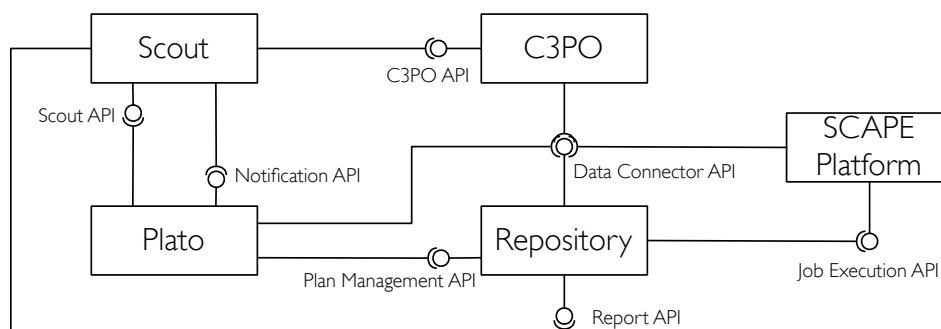 Scout
C3PO
C3PO API
Scout API
SCAPE
Platform
Notification API
Data Connector API
Plato
Repository
Plan Management API
Job Execution API
Report API